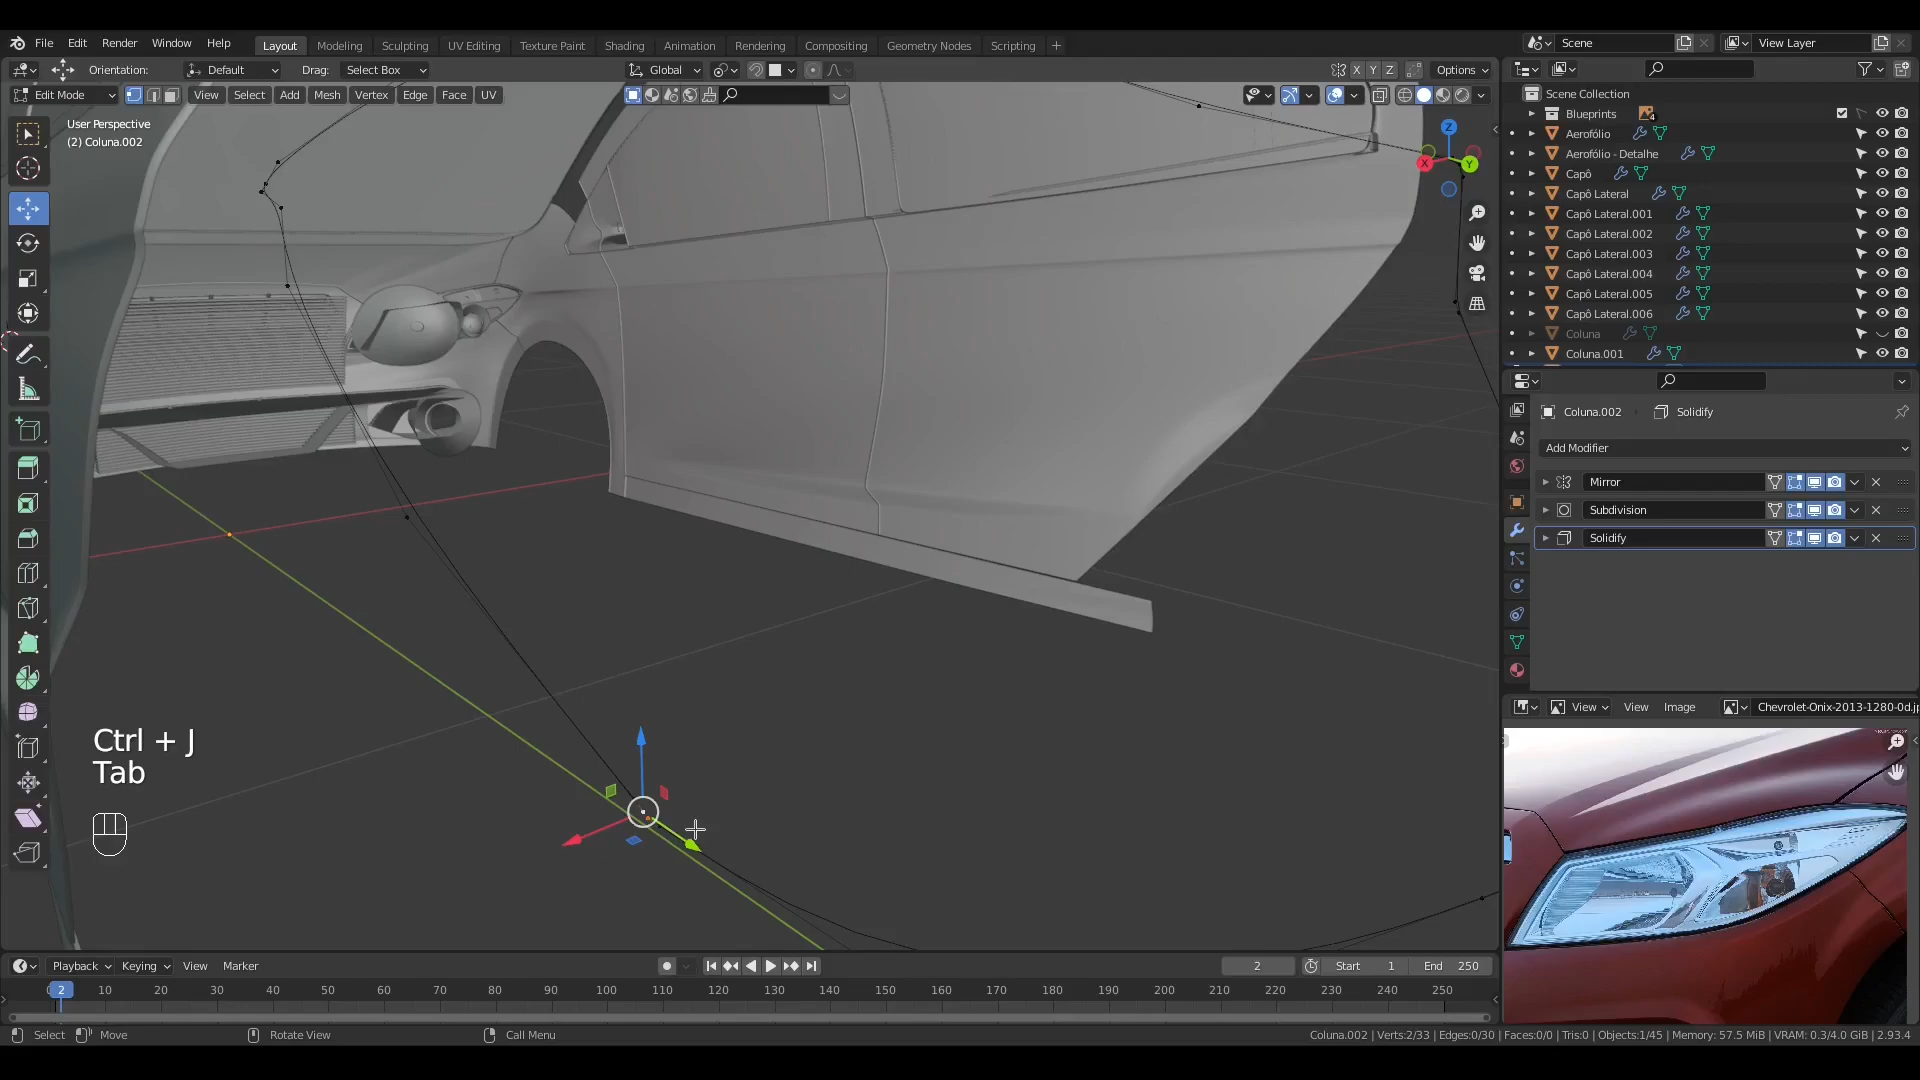 File Edit Render Window Help Layout Modeling Sculpting UV Editing Texture Paint Shading Animation Rendering Compositing Geometry Nodes Scripting + Scene View Layer
Orientation: Default Drag: Select Box Global X Y Z Options
Edit Mode View Select Add Mesh Vertex Edge Face UV
User Perspective
(2) Coluna.002
Z
X
Y
Scene Collection
Blueprints 4
Aerofólio
Aerofólio - Detalhe
Capô
Capô Lateral
Capô Lateral.001
Capô Lateral.002
Capô Lateral.003
Capô Lateral.004
Capô Lateral.005
Capô Lateral.006
Coluna
Coluna.001
Coluna.002 Solidify
Add Modifier
Mirror
Subdivision
Solidify
View View Image Chevrolet-Onix-2013-1280-0d.j
Ctrl + J
Tab
Playback Keying View Marker 2 Start 1 End 250
0 2 10 20 30 40 50 60 70 80 90 100 110 120 130 140 150 160 170 180 190 200 210 220 230 240 250
Select Move Rotate View Call Menu Coluna.002 | Verts:2/33 | Edges:0/30 | Faces:0/0 | Tris:0 | Objects:1/45 | Memory: 57.5 MiB | VRAM: 0.3/4.0 GiB | 2.93.4